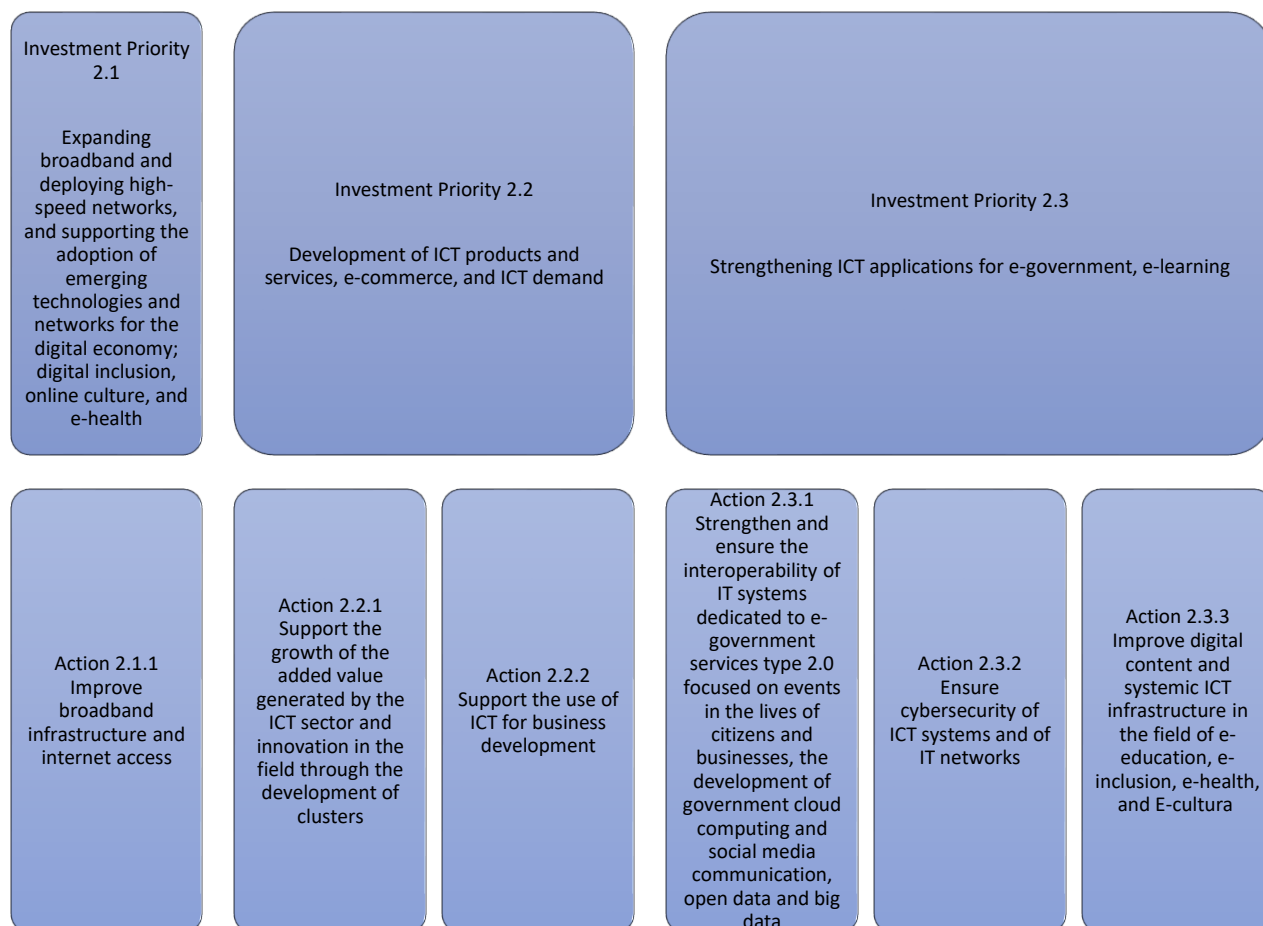 Investment Priority
2.1
Expanding
broadband and
deploying high-
speed networks,
and supporting the
adoption of
emerging
technologies and
networks for the
digital economy;
digital inclusion,
online culture, and
e-health
Investment Priority 2.2
Development of ICT products and
services, e-commerce, and ICT demand
Investment Priority 2.3
Strengthening ICT applications for e-government, e-learning
Action 2.1.1
Improve
broadband
infrastructure and
internet access
Action 2.2.1
Support the
growth of the
added value
generated by the
ICT sector and
innovation in the
field through the
development of
clusters
Action 2.2.2
Support the use of
ICT for business
development
Action 2.3.1
Strengthen and
ensure the
interoperability of
IT systems
dedicated to e-
government
services type 2.0
focused on events
in the lives of
citizens and
businesses, the
development of
government cloud
computing and
social media
communication,
open data and big
data
Action 2.3.2
Ensure
cybersecurity of
ICT systems and of
IT networks
Action 2.3.3
Improve digital
content and
systemic ICT
infrastructure in
the field of e-
education, e-
inclusion, e-health,
and E-cultura